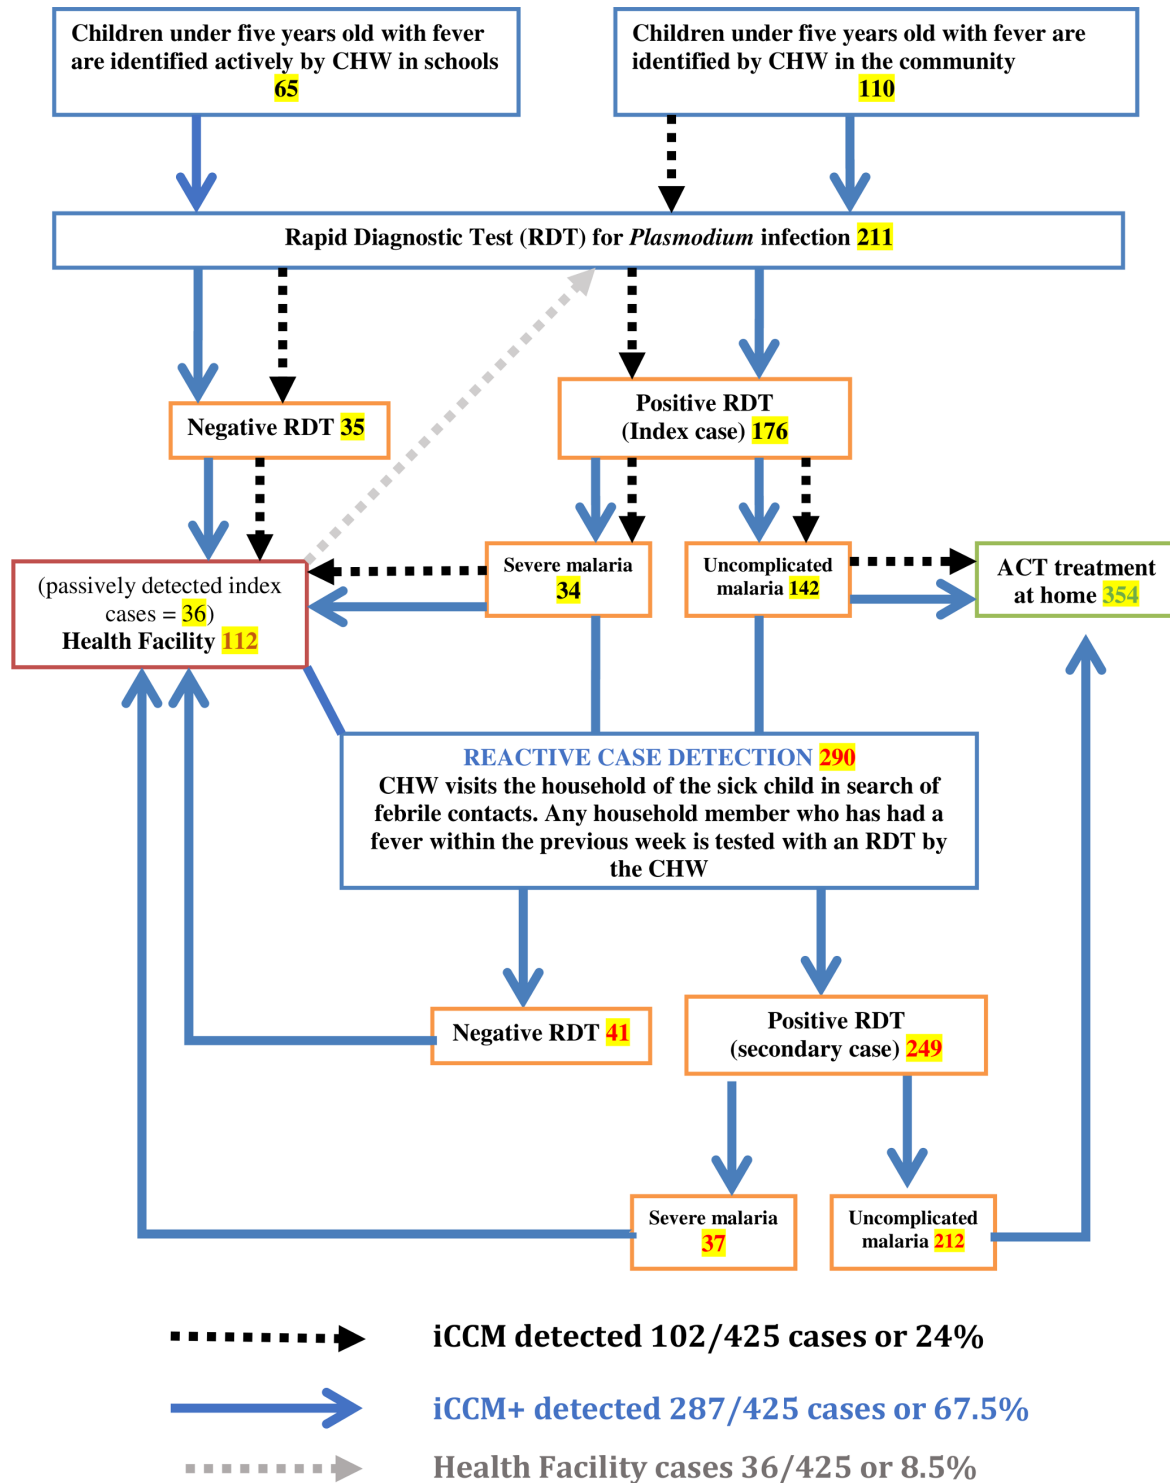 Children under five years old with fever
are identified actively by CHW in schools
65
Children under five years old with fever are
identified by CHW in the community
110
Rapid Diagnostic Test (RDT) for Plasmodium infection 211
Negative RDT 35
Positive RDT
(Index case) 176
(passively detected index
cases = 36)
Health Facility 112
Severe malaria
34
Uncomplicated
malaria 142
ACT treatment
at home 354
REACTIVE CASE DETECTION 290
CHW visits the household of the sick child in search of
febrile contacts. Any household member who has had a
fever within the previous week is tested with an RDT by
the CHW
Negative RDT 41
Positive RDT
(secondary case) 249
Severe malaria
37
Uncomplicated
malaria 212
iCCM detected 102/425 cases or 24%
iCCM+ detected 287/425 cases or 67.5%
Health Facility cases 36/425 or 8.5%